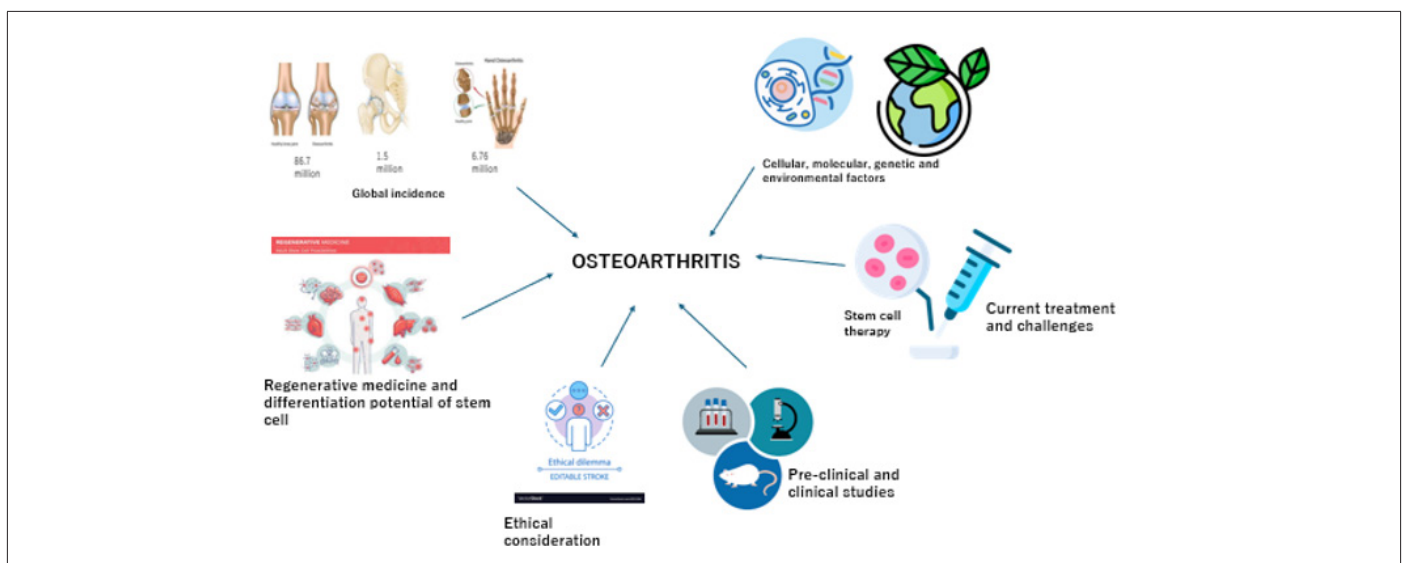 Hand Osteoarthritis
86.7
million
1.5
million
6.76
million
Global incidence
Cellular, molecular, genetic and
environmental factors
REGENERATIVE MEDICINE
OSTEOARTHRITIS
Stem cell
therapy
Current treatment
and challenges
Regenerative medicine and
differentiation potential of stem
cell
Ethical dilemma
EDITABLE STROKE
Pre-clinical and
clinical studies
Ethical
consideration